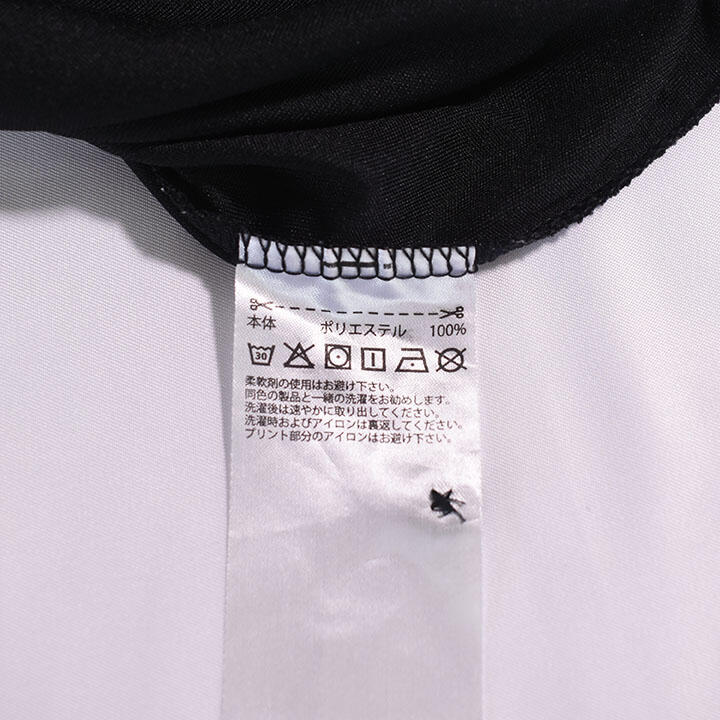 本体 ポリエステル 100%
30
柔軟剤の使用はお避け下さい。
同色の製品と一緒の洗濯をお勧めします。
洗濯後は速やかに取り出してください。
洗濯時およびアイロンは裏返してください。
プリント部分のアイロンはお避け下さい。